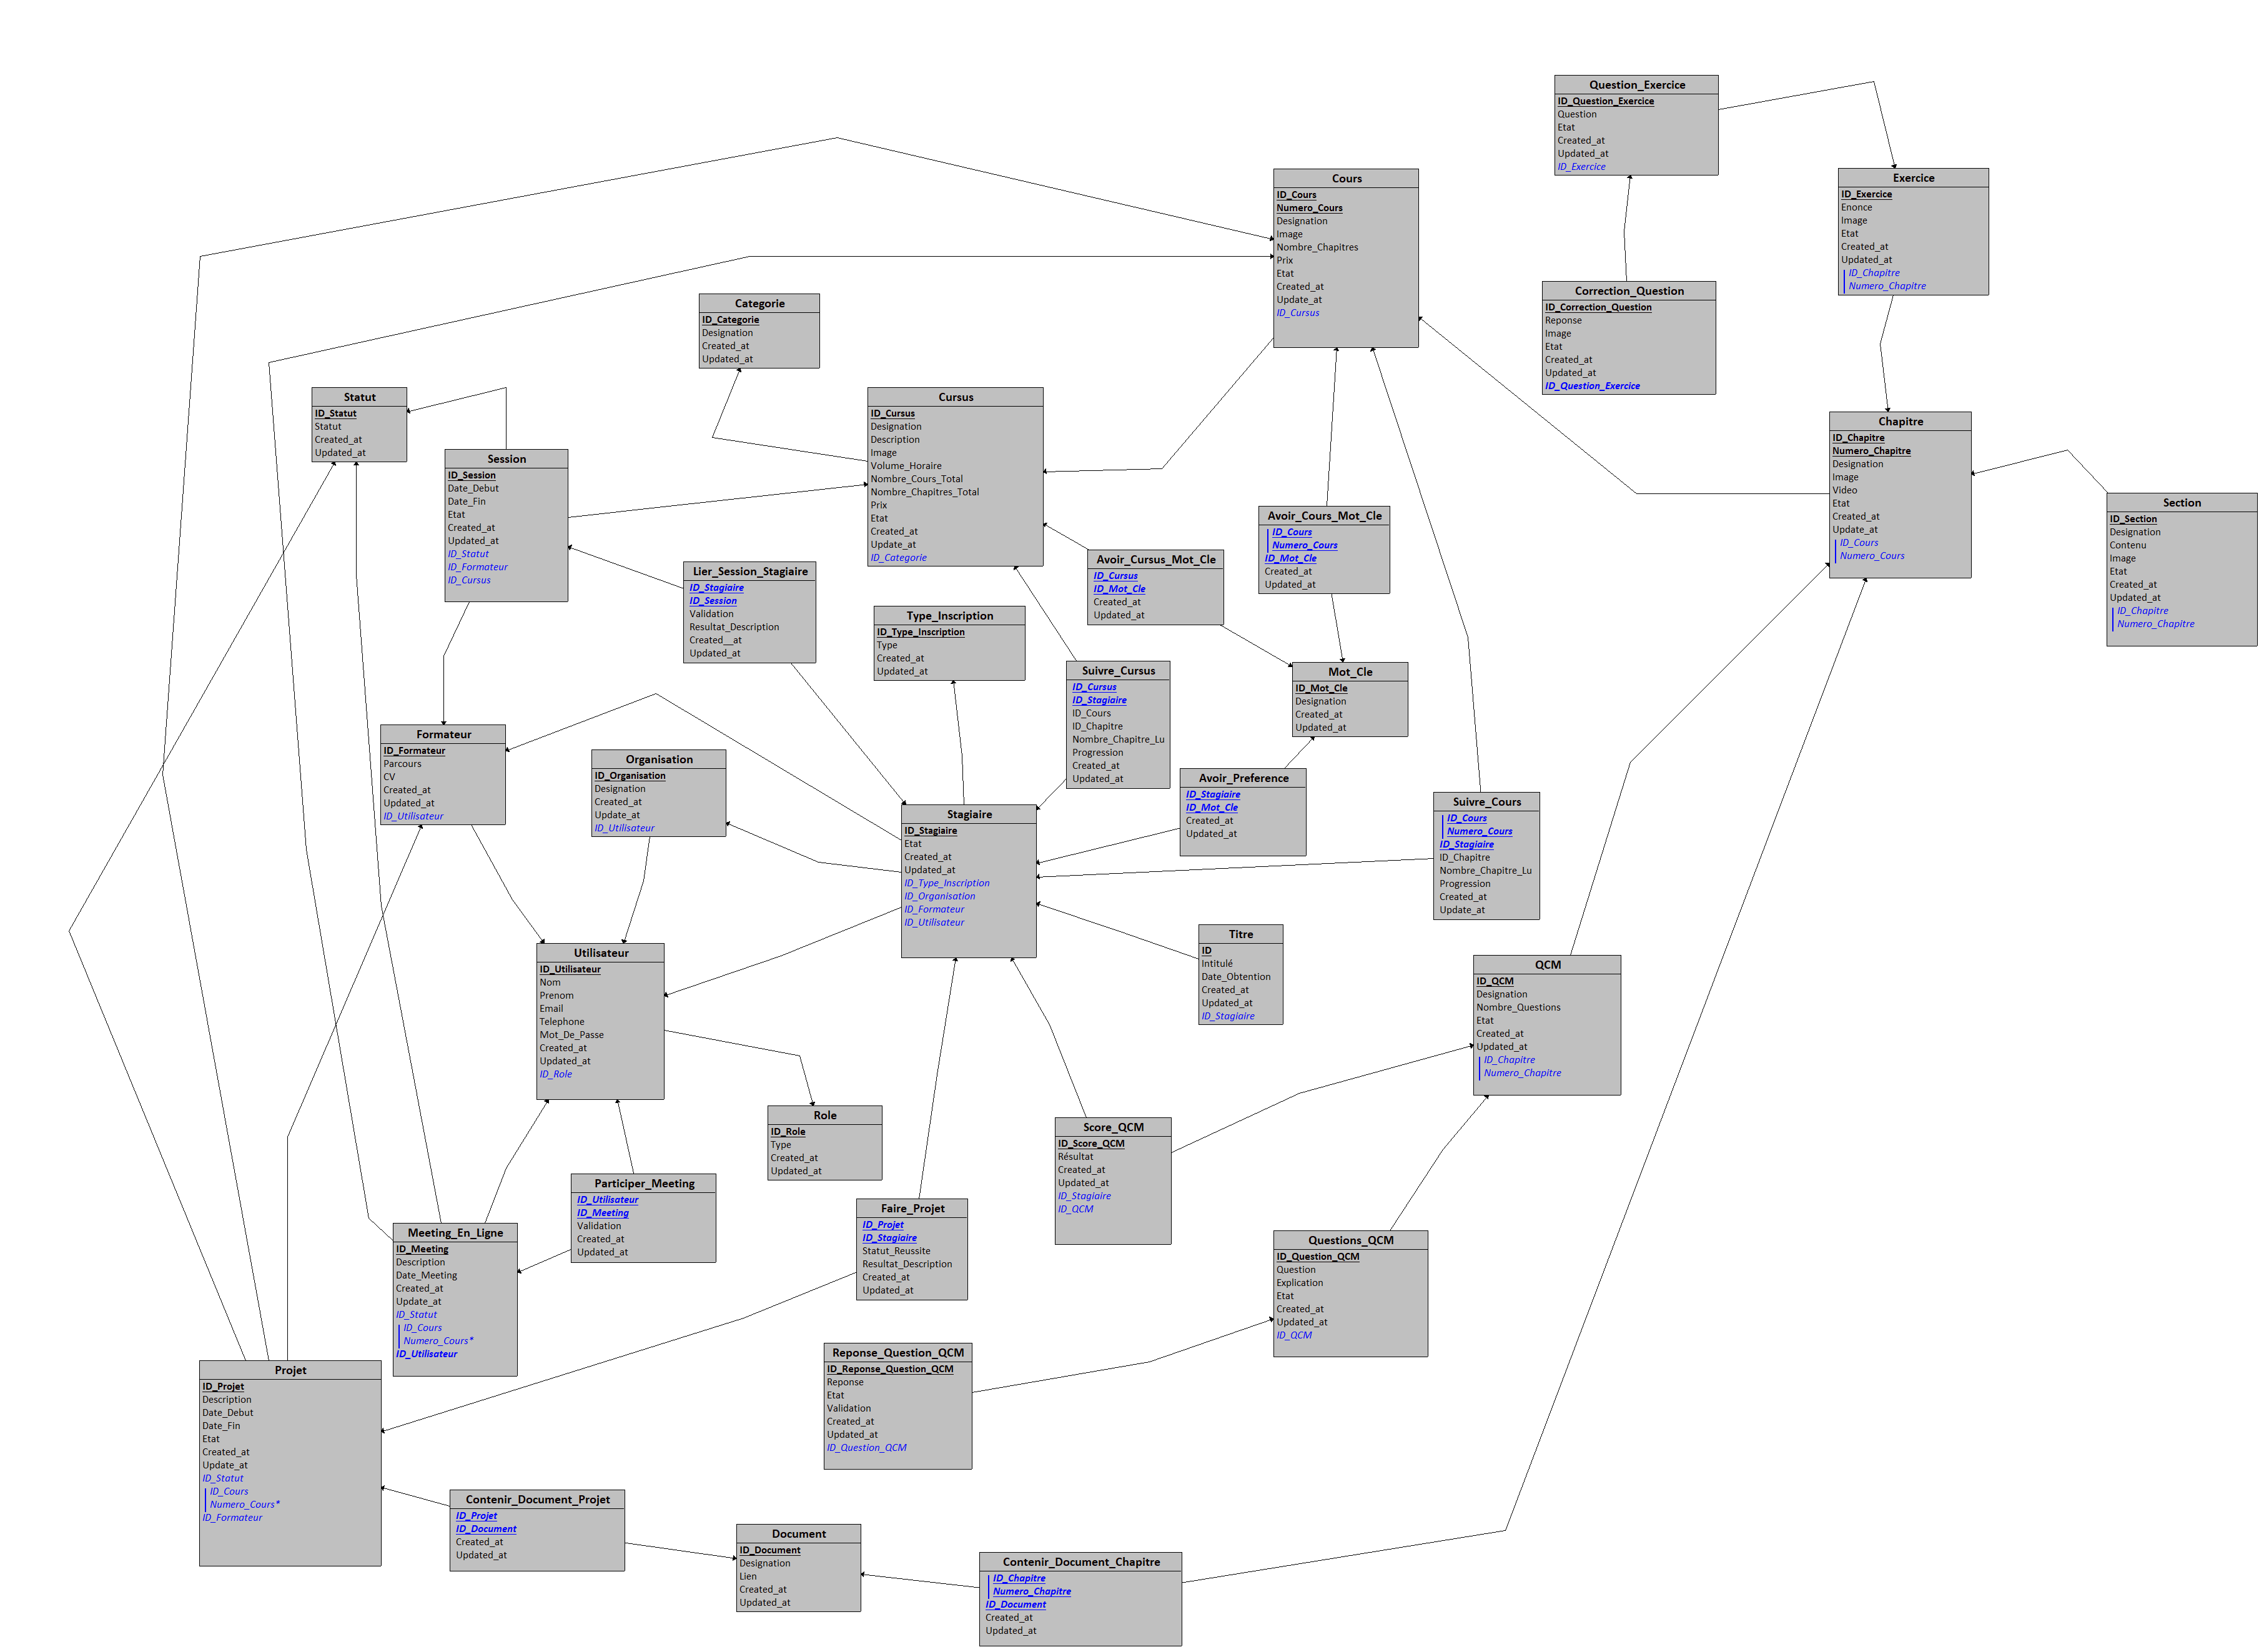 Question_Exercice
ID_Question_Exercice
Question
Etat
Created_at
Updated_at
ID_Exercice
Cours
ID_Cours
Numero_Cours
Designation
Image
Nombre_Chapitres
Prix
Etat
Created_at
Update_at
ID_Cursus
Exercice
ID_Exercice
Enonce
Image
Etat
Created_at
Updated_at
ID_Chapitre
Numero_Chapitre
Correction_Question
ID_Correction_Question
Reponse
Image
Etat
Created_at
Updated_at
ID_Question_Exercice
Categorie
ID_Categorie
Designation
Created_at
Updated_at
Statut
ID_Statut
Statut
Created_at
Updated_at
Cursus
ID_Cursus
Designation
Description
Image
Volume_Horaire
Nombre_Cours_Total
Nombre_Chapitres_Total
Prix
Etat
Created_at
Update_at
ID_Categorie
Chapitre
ID_Chapitre
Numero_Chapitre
Designation
Image
Video
Etat
Created_at
Update_at
ID_Cours
Numero_Cours
Session
ID_Session
Date_Debut
Date_Fin
Etat
Created_at
Updated_at
ID_Statut
ID_Formateur
ID_Cursus
Section
ID_Section
Designation
Contenu
Image
Etat
Created_at
Updated_at
ID_Chapitre
Numero_Chapitre
Avoir_Cours_Mot_Cle
ID_Cours
Numero_Cours
ID_Mot_Cle
Created_at
Updated_at
Avoir_Cursus_Mot_Cle
ID_Cursus
ID_Mot_Cle
Created_at
Updated_at
Lier_Session_Stagiaire
ID_Stagiaire
ID_Session
Validation
Resultat_Description
Created__at
Updated_at
Type_Inscription
ID_Type_Inscription
Type
Created_at
Updated_at
Suivre_Cursus
ID_Cursus
ID_Stagiaire
ID_Cours
ID_Chapitre
Nombre_Chapitre_Lu
Progression
Created_at
Updated_at
Mot_Cle
ID_Mot_Cle
Designation
Created_at
Updated_at
Formateur
ID_Formateur
Parcours
CV
Created_at
Updated_at
ID_Utilisateur
Organisation
ID_Organisation
Designation
Created_at
Update_at
ID_Utilisateur
Avoir_Preference
ID_Stagiaire
ID_Mot_Cle
Created_at
Updated_at
Suivre_Cours
ID_Cours
Numero_Cours
ID_Stagiaire
ID_Chapitre
Nombre_Chapitre_Lu
Progression
Created_at
Update_at
Stagiaire
ID_Stagiaire
Etat
Created_at
Updated_at
ID_Type_Inscription
ID_Organisation
ID_Formateur
ID_Utilisateur
Titre
ID
Intitulé
Date_Obtention
Created_at
Updated_at
ID_Stagiaire
Utilisateur
ID_Utilisateur
Nom
Prenom
Email
Telephone
Mot_De_Passe
Created_at
Updated_at
ID_Role
QCM
ID_QCM
Designation
Nombre_Questions
Etat
Created_at
Updated_at
ID_Chapitre
Numero_Chapitre
Role
ID_Role
Type
Created_at
Updated_at
Score_QCM
ID_Score_QCM
Résultat
Created_at
Updated_at
ID_Stagiaire
ID_QCM
Participer_Meeting
ID_Utilisateur
ID_Meeting
Validation
Created_at
Updated_at
Faire_Projet
ID_Projet
ID_Stagiaire
Statut_Reussite
Resultat_Description
Created_at
Updated_at
Meeting_En_Ligne
ID_Meeting
Description
Date_Meeting
Created_at
Update_at
ID_Statut
ID_Cours
Numero_Cours*
ID_Utilisateur
Questions_QCM
ID_Question_QCM
Question
Explication
Etat
Created_at
Updated_at
ID_QCM
Reponse_Question_QCM
ID_Reponse_Question_QCM
Reponse
Etat
Validation
Created_at
Updated_at
ID_Question_QCM
Projet
ID_Projet
Description
Date_Debut
Date_Fin
Etat
Created_at
Update_at
ID_Statut
ID_Cours
Numero_Cours*
ID_Formateur
Contenir_Document_Projet
ID_Projet
ID_Document
Created_at
Updated_at
Document
ID_Document
Designation
Lien
Created_at
Updated_at
Contenir_Document_Chapitre
ID_Chapitre
Numero_Chapitre
ID_Document
Created_at
Updated_at